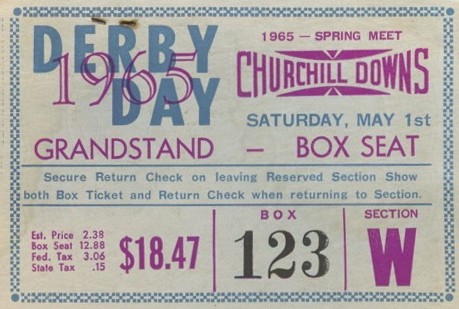 DERBY
1965
DAY
1965 — SPRING MEET
CHURCHILL DOWNS
SATURDAY, MAY 1st
GRANDSTAND — BOX SEAT
Secure Return Check on leaving Reserved Section Show
both Box Ticket and Return Check when returning to Section.
Est. Price 2.38
Box Seat 12.88
Fed. Tax 3.06
State Tax .15
$18.47
BOX
123
SECTION
W